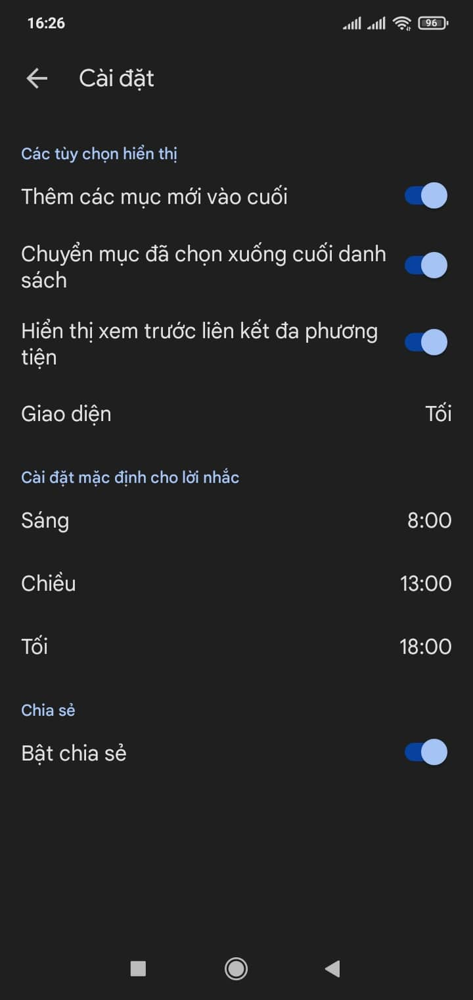 16:26
96
Cài đặt
Các tùy chọn hiển thị
Thêm các mục mới vào cuối
Chuyển mục đã chọn xuống cuối danh
sách
Hiển thị xem trước liên kết đa phương
tiện
Giao diện Tối
Cài đặt mặc định cho lời nhắc
Sáng 8:00
Chiều 13:00
Tối 18:00
Chia sẻ
Bật chia sẻ